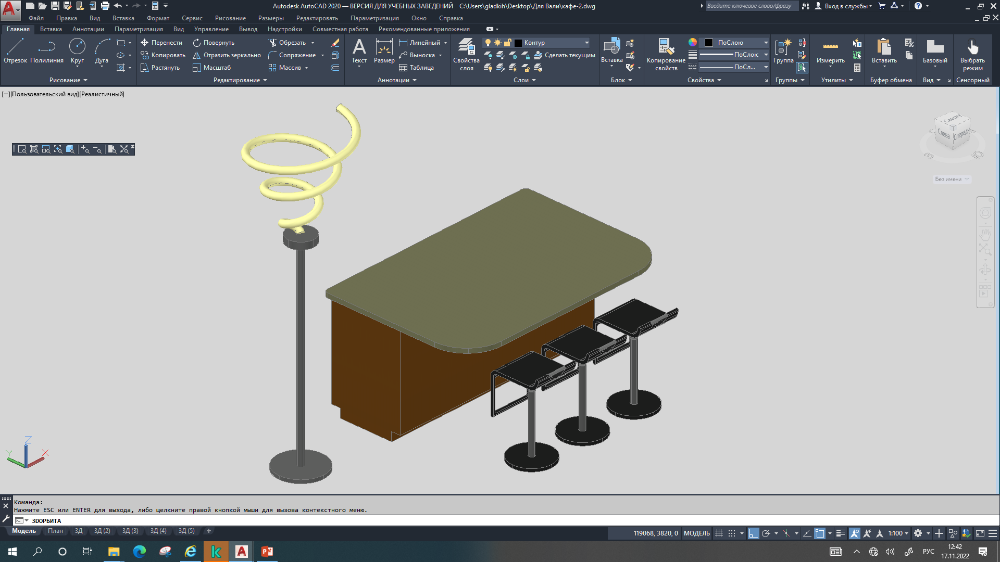 Autodesk AutoCAD 2020 — ВЕРСИЯ ДЛЯ УЧЕБНЫХ ЗАВЕДЕНИЙ C:\Users\gladkih\Desktop\Для Вали\кафе-2.dwg
Введите ключевое слово/фразу
Вход в службы
Файл Правка Вид Вставка Формат Сервис Рисование Размеры Редактировать Параметризация Окно Справка
Главная Вставка Аннотации Параметризация Вид Управление Вывод Надстройки Совместная работа Рекомендованные приложения
Перенести Повернуть Обрезать Линейный Контур ПоСлою
Отрезок Полилиния Круг Дуга Копировать Отразить зеркально Сопряжение Текст Размер Выноска Свойства слоя Сделать текущим Вставка Копирование свойств ПоСлою Группа Измерить Вставить Базовый Выбрать режим
Растянуть Масштаб Массив Таблица ПоСл...
Рисование Редактирование Аннотации Слои Блок Свойства Группы Утилиты Буфер обмена Вид Сенсорный
[−][Пользовательский вид][Реалистичный]
Сверху
Слева Спереди
З Ю
Без имени
Z
Y X
Команда:
Нажмите ESC или ENTER для выхода, либо щелкните правой кнопкой мыши для вызова контекстного меню.
3DОРБИТА
Модель План 3Д 3Д (2) 3Д (3) 3Д (4) 3Д (5) +
119068, 3820, 0 МОДЕЛЬ 1:100
РУС
12:42
17.11.2022